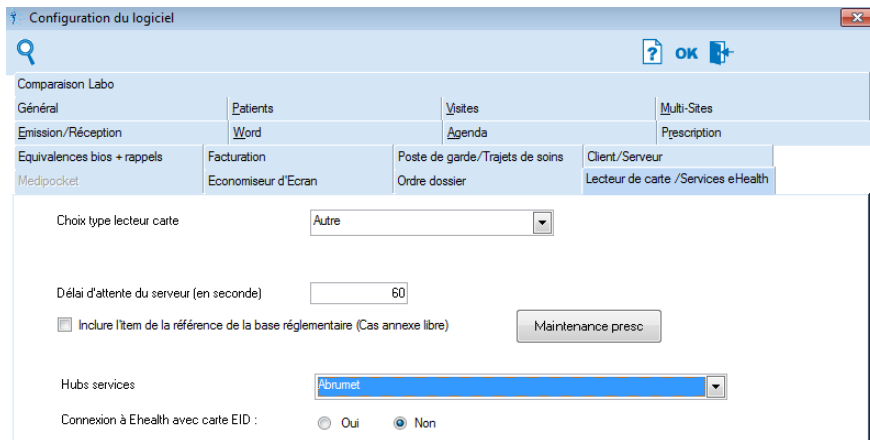 Configuration du logiciel
? OK
Comparaison Labo
Général Patients Visites Multi-Sites
Emission/Réception Word Agenda Prescription
Equivalences bios + rappels Facturation Poste de garde/Trajets de soins Client/Serveur
Medipocket Economiseur d'Ecran Ordre dossier Lecteur de carte /Services eHealth
Choix type lecteur carte Autre
Délai d'attente du serveur (en seconde) 60
Inclure l'Item de la référence de la base réglementaire (Cas annexe libre) Maintenance presc
Hubs services Abrumet
Connexion à Ehealth avec carte EID : Oui Non